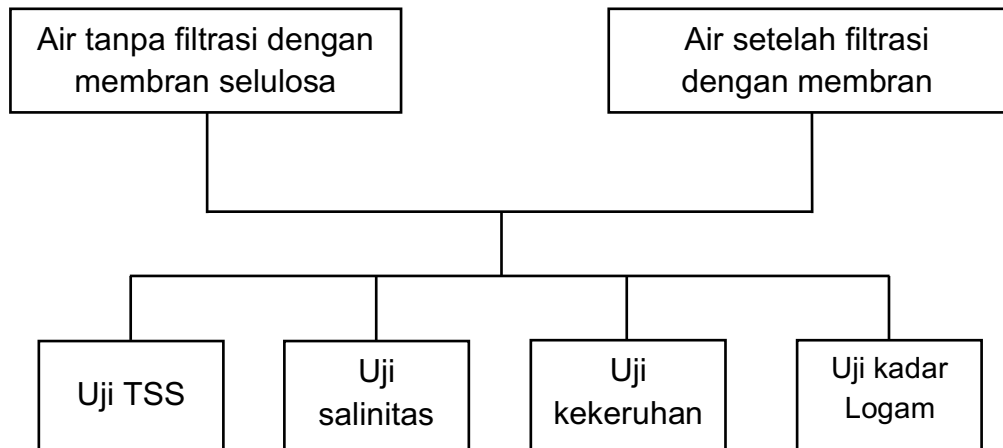 Air tanpa filtrasi dengan
membran selulosa
Air setelah filtrasi
dengan membran
Uji TSS
Uji
salinitas
Uji
kekeruhan
Uji kadar
Logam